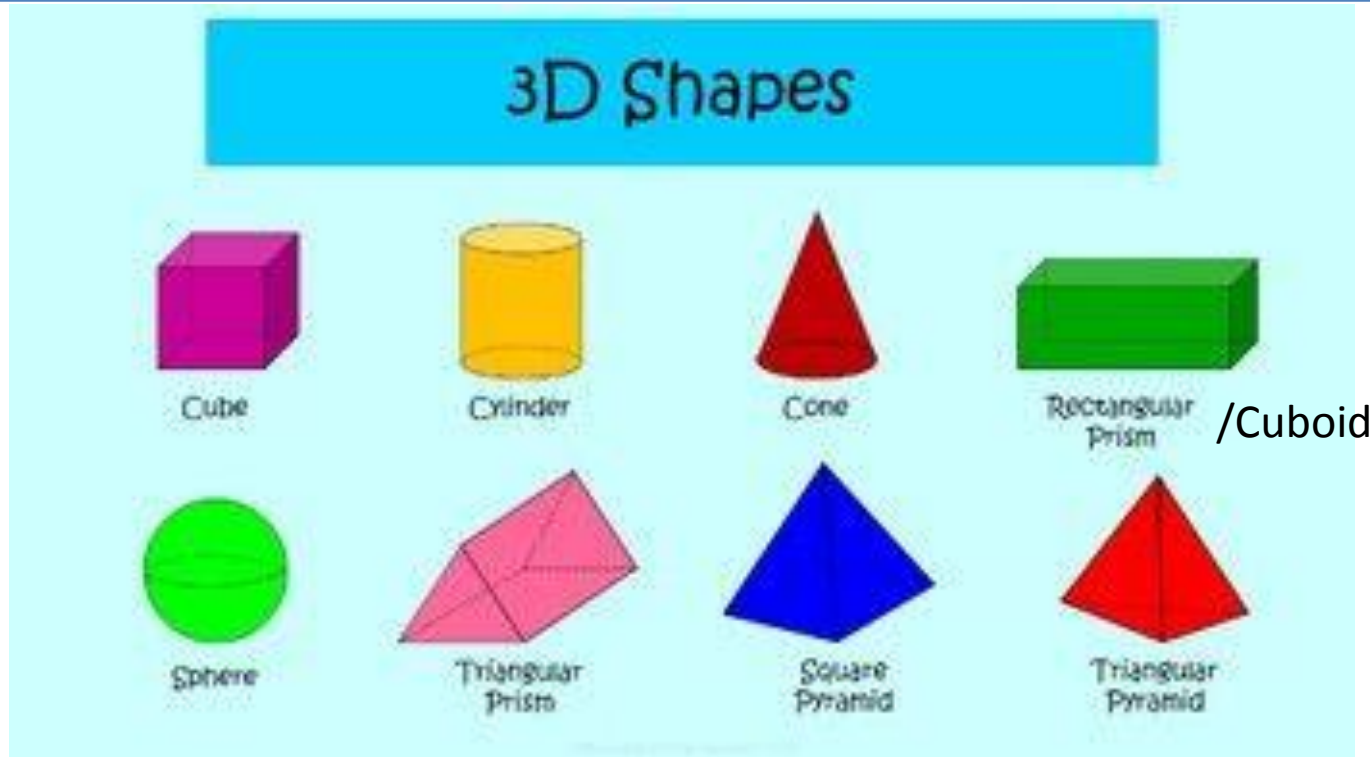 3D Shapes
Cube
Cylinder
Cone
Rectangular
Prism
/Cuboid
Sphere
Triangular
Prism
Square
Pyramid
Triangular
Pyramid